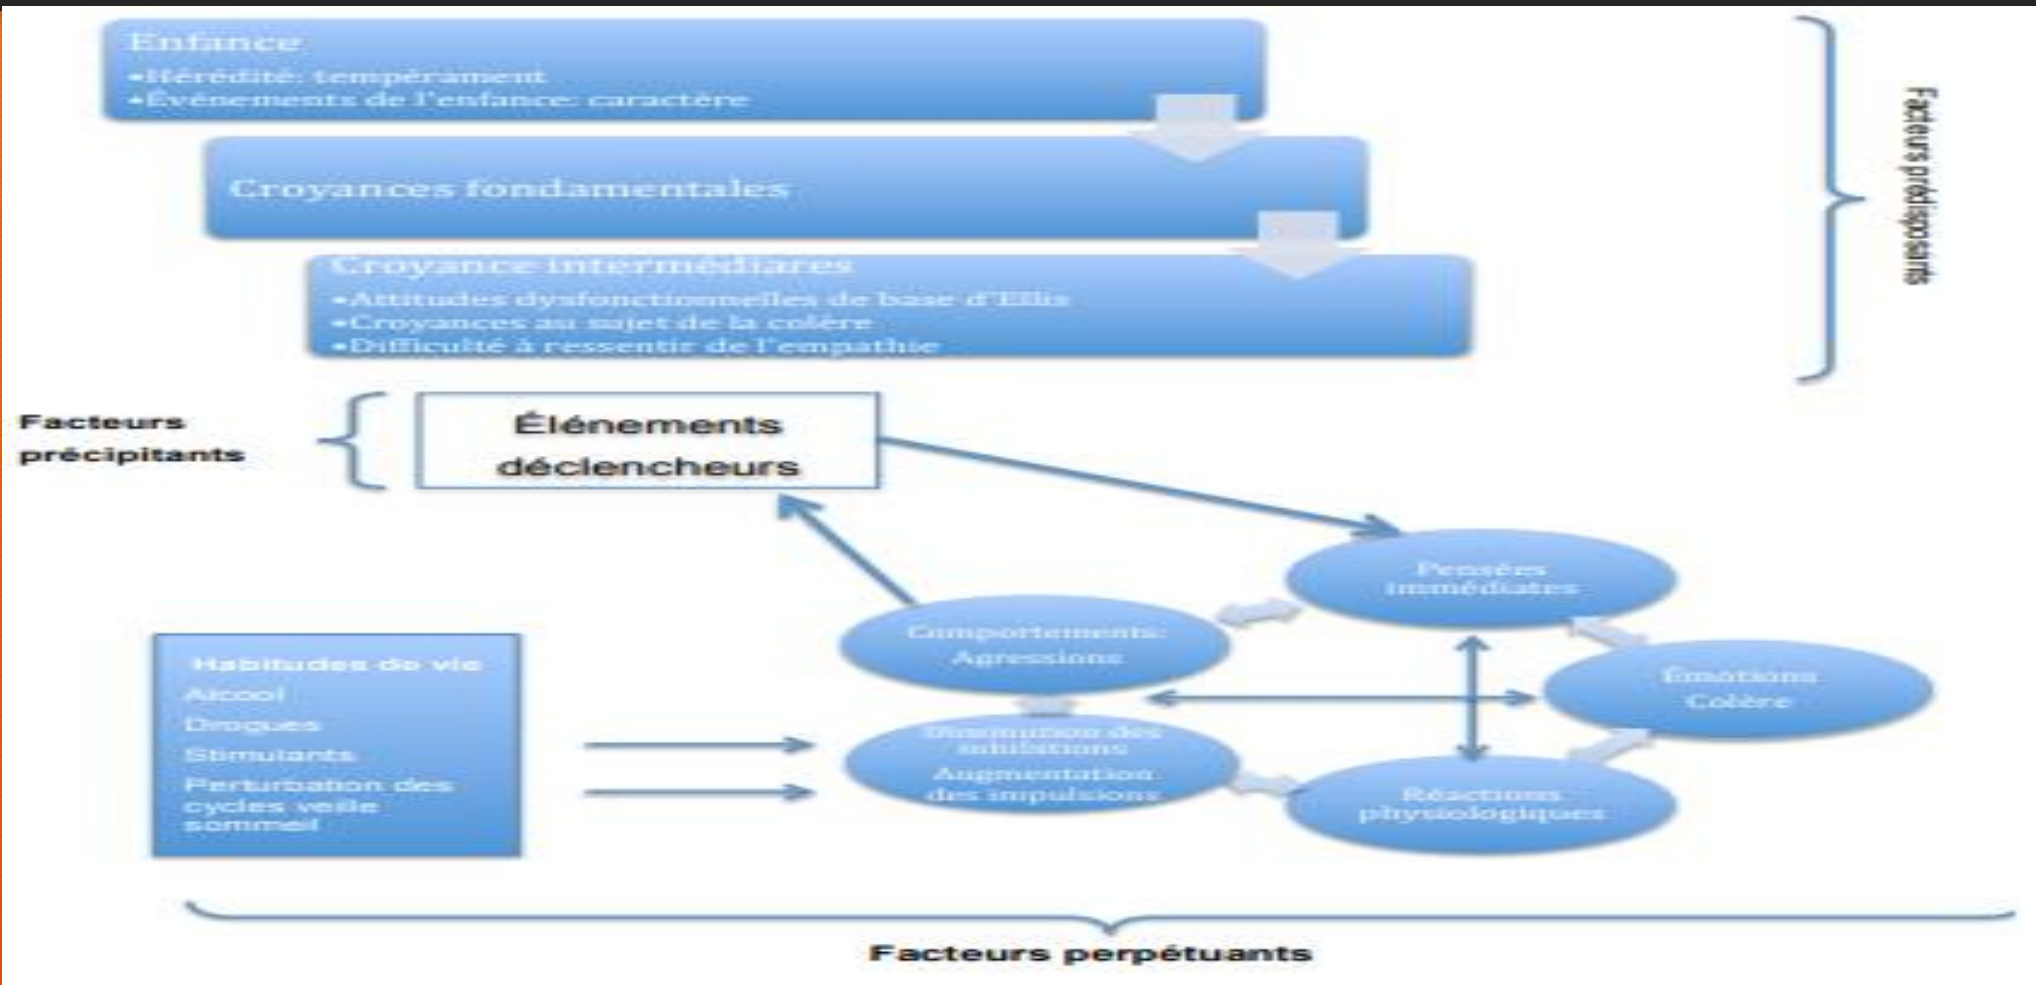 Enfance
•Hérédité: tempérament
•Événements de l'enfance: caractère
Croyances fondamentales
Croyance intermédiares
•Attitudes dysfonctionnelles de base d'Ellis
•Croyances au sujet de la colère
•Difficulté à ressentir de l'empathie
Facteurs prédisposants
Facteurs
précipitants
Élénements
déclencheurs
Pensées
immédiates
Comportements:
Agressions
Émotions
Colère
Habitudes de vie
Alcool
Drogues
Stimulants
Perturbation des
cycles veille
sommeil
Diminution des
inhibitions
Augmentation
des impulsions
Réactions
physiologiques
Facteurs perpétuants